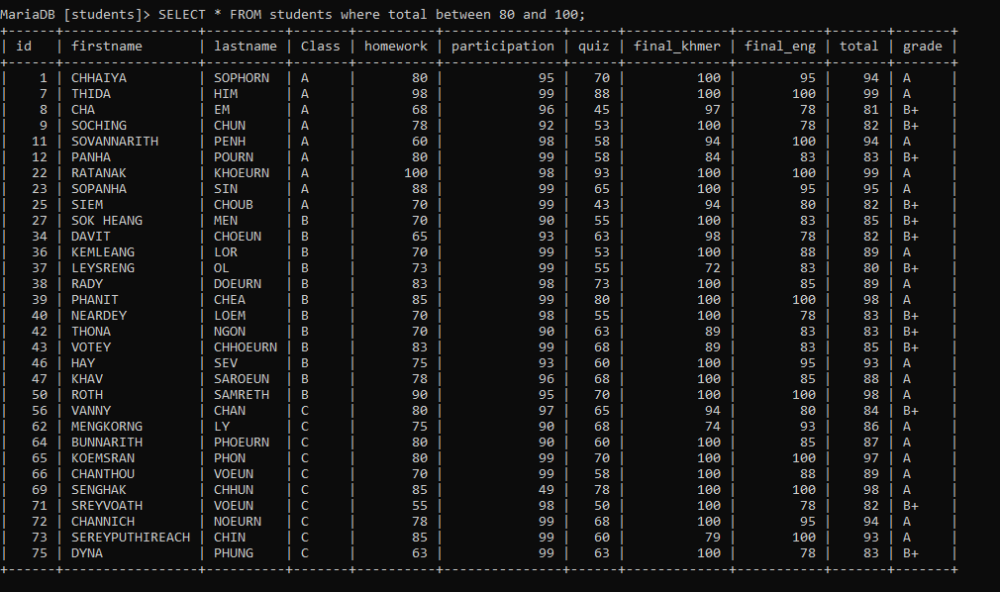 MariaDB [students]> SELECT * FROM students where total between 80 and 100;
+------+------------------+----------+-------+----------+---------------+------+-------------+-----------+-------+-------+
| id   | firstname        | lastname | Class | homework | participation | quiz | final_khmer | final_eng | total | grade |
+------+------------------+----------+-------+----------+---------------+------+-------------+-----------+-------+-------+
|    1 | CHHAIYA          | SOPHORN  | A     |       80 |            95 |   70 |         100 |        95 |    94 | A     |
|    7 | THIDA            | HIM      | A     |       98 |            99 |   88 |         100 |       100 |    99 | A     |
|    8 | CHA              | EM       | A     |       68 |            96 |   45 |          97 |        78 |    81 | B+    |
|    9 | SOCHING          | CHUN     | A     |       78 |            92 |   53 |         100 |        78 |    82 | B+    |
|   11 | SOVANNARITH      | PENH     | A     |       60 |            98 |   58 |          94 |       100 |    94 | A     |
|   12 | PANHA            | POURN    | A     |       80 |            99 |   58 |          84 |        83 |    83 | B+    |
|   22 | RATANAK          | KHOEURN  | A     |      100 |            98 |   93 |         100 |       100 |    99 | A     |
|   23 | SOPANHA          | SIN      | A     |       88 |            99 |   65 |         100 |        95 |    95 | A     |
|   25 | SIEM             | CHOUB    | A     |       70 |            99 |   43 |          94 |        80 |    82 | B+    |
|   27 | SOK HEANG        | MEN      | B     |       70 |            90 |   55 |         100 |        83 |    85 | B+    |
|   34 | DAVIT            | CHOEUN   | B     |       65 |            93 |   63 |          98 |        78 |    82 | B+    |
|   36 | KEMLEANG         | LOR      | B     |       70 |            99 |   53 |         100 |        88 |    89 | A     |
|   37 | LEYSRENG         | OL       | B     |       73 |            99 |   55 |         100 |        72 |    80 | B+    |
|   38 | RADY             | DOEURN   | B     |       83 |            98 |   73 |         100 |        85 |    89 | A     |
|   39 | PHANIT           | CHEA     | B     |       85 |            99 |   80 |         100 |       100 |    98 | A     |
|   40 | NEARDEY          | LOEM     | B     |       70 |            98 |   55 |         100 |        78 |    83 | B+    |
|   42 | THONA            | NGON     | B     |       70 |            90 |   63 |          89 |        83 |    83 | B+    |
|   43 | VOTEY            | CHHOEURN | B     |       83 |            99 |   68 |          89 |        83 |    85 | B+    |
|   46 | HAY              | SEV      | B     |       75 |            93 |   60 |         100 |        95 |    93 | A     |
|   47 | KHAV             | SAROEUN  | B     |       78 |            96 |   68 |         100 |        85 |    88 | A     |
|   50 | ROTH             | SAMRETH  | B     |       90 |            95 |   70 |         100 |       100 |    98 | A     |
|   56 | VANNY            | CHAN     | C     |       80 |            97 |   65 |          94 |        80 |    84 | B+    |
|   62 | MENGKORNG        | LY       | C     |       75 |            90 |   68 |          74 |        93 |    86 | A     |
|   64 | BUNNARITH        | PHOEURN  | C     |       80 |            90 |   60 |         100 |        85 |    87 | A     |
|   65 | KOEMSRAN         | PHON     | C     |       80 |            99 |   70 |         100 |       100 |    97 | A     |
|   66 | CHANTHOU         | VOEUN    | C     |       70 |            99 |   58 |         100 |        88 |    89 | A     |
|   69 | SENGHAK          | CHHUN    | C     |       85 |            49 |   78 |         100 |       100 |    98 | A     |
|   71 | SREYVOATH        | VOEUN    | C     |       55 |            98 |   50 |         100 |        78 |    82 | B+    |
|   72 | CHANNICH         | NOEURN   | C     |       78 |            99 |   68 |         100 |        95 |    94 | A     |
|   73 | SEREYPUTHIREACH  | CHIN     | C     |       85 |            99 |   60 |          79 |       100 |    93 | A     |
|   75 | DYNA             | PHUNG    | C     |       63 |            99 |   63 |         100 |        78 |    83 | B+    |
+------+------------------+----------+-------+----------+---------------+------+-------------+-----------+-------+-------+